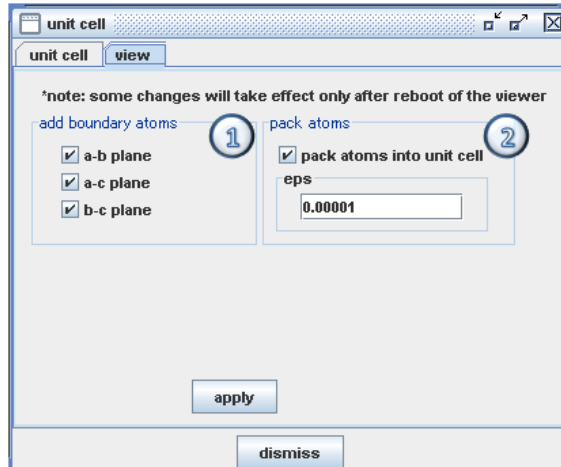 unit cell
unit cell view
*note: some changes will take effect only after reboot of the viewer
add boundary atoms 1 pack atoms 2
a-b plane pack atoms into unit cell
a-c plane eps
b-c plane 0.00001
apply
dismiss